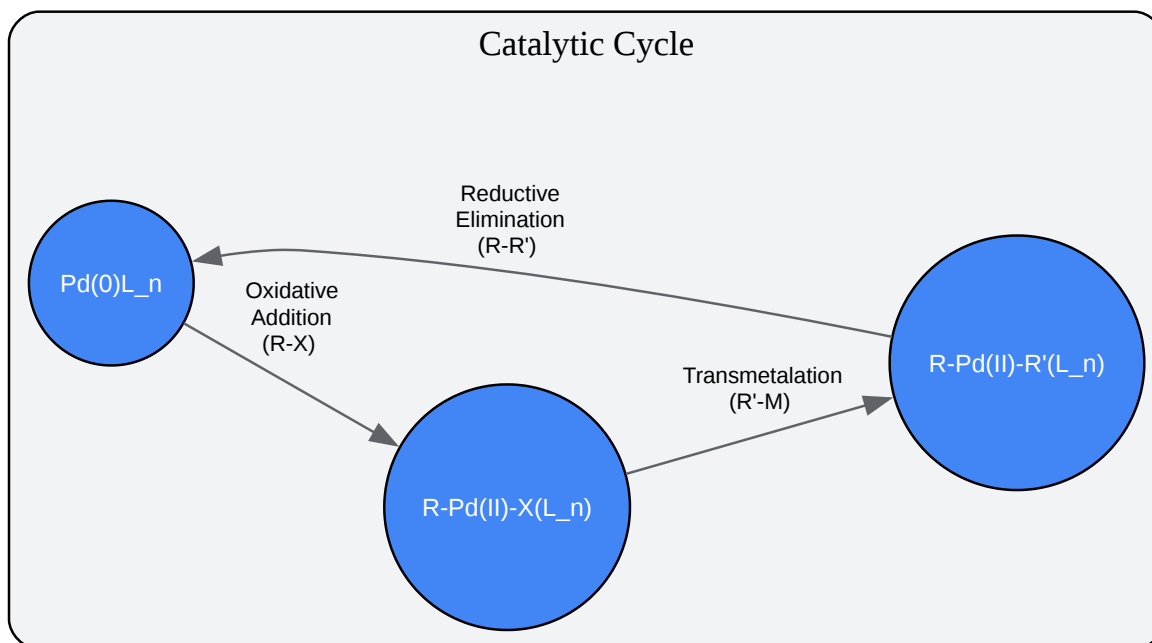 Catalytic Cycle
Reductive
Elimination
(R-R')
Pd(0)L_n
Oxidative
Addition
(R-X)
R-Pd(II)-R'(L_n)
Transmetalation
(R'-M)
R-Pd(II)-X(L_n)